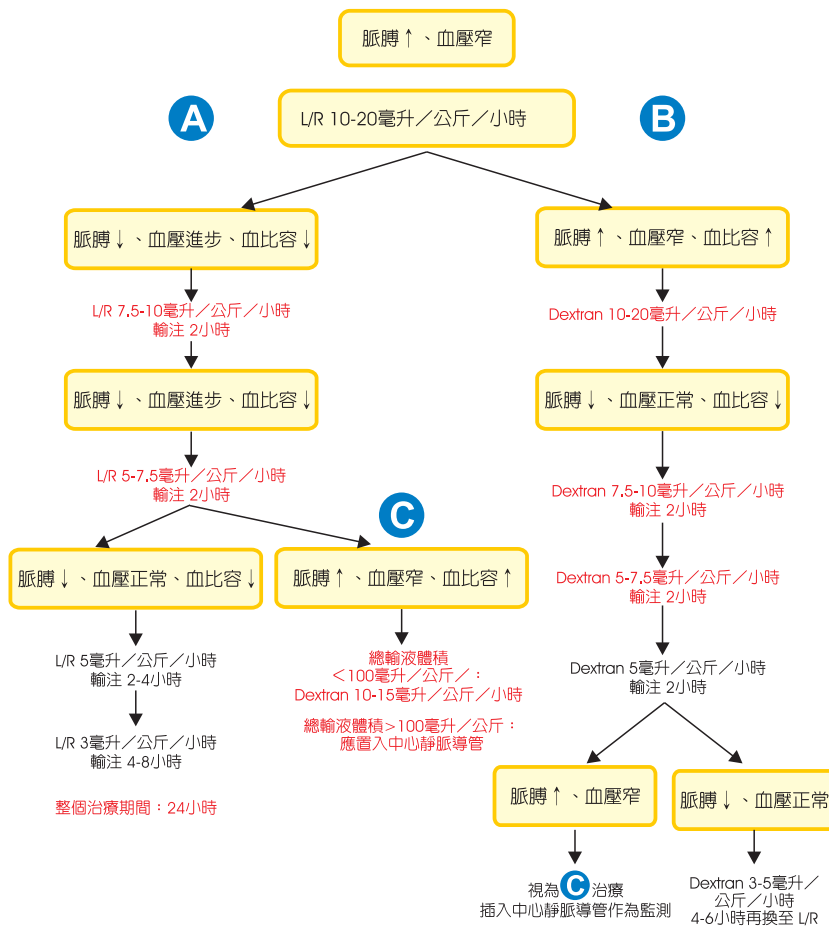 脈膊↑、血壓窄
A
L/R 10-20毫升／公斤／小時
B
脈膊↓、血壓進步、血比容↓
脈膊↑、血壓窄、血比容↑
L/R 7.5-10毫升／公斤／小時
輸注 2小時
Dextran 10-20毫升／公斤／小時
脈膊↓、血壓進步、血比容↓
脈膊↓、血壓正常、血比容↓
L/R 5-7.5毫升／公斤／小時
輸注 2小時
Dextran 7.5-10毫升／公斤／小時
輸注 2小時
C
脈膊↓、血壓正常、血比容↓
脈膊↑、血壓窄、血比容↑
Dextran 5-7.5毫升／公斤／小時
輸注 2小時
L/R 5毫升／公斤／小時
輸注 2-4小時
總輸液體積
<100毫升／公斤／：
Dextran 10-15毫升／公斤／小時
總輸液體積>100毫升／公斤：
應置入中心靜脈導管
Dextran 5毫升／公斤／小時
輸注 2小時
L/R 3毫升／公斤／小時
輸注 4-8小時
整個治療期間：24小時
脈膊↑、血壓窄
脈膊↓、血壓正常
視為C治療
插入中心靜脈導管作為監測
Dextran 3-5毫升／
公斤／小時
4-6小時再換至 L/R